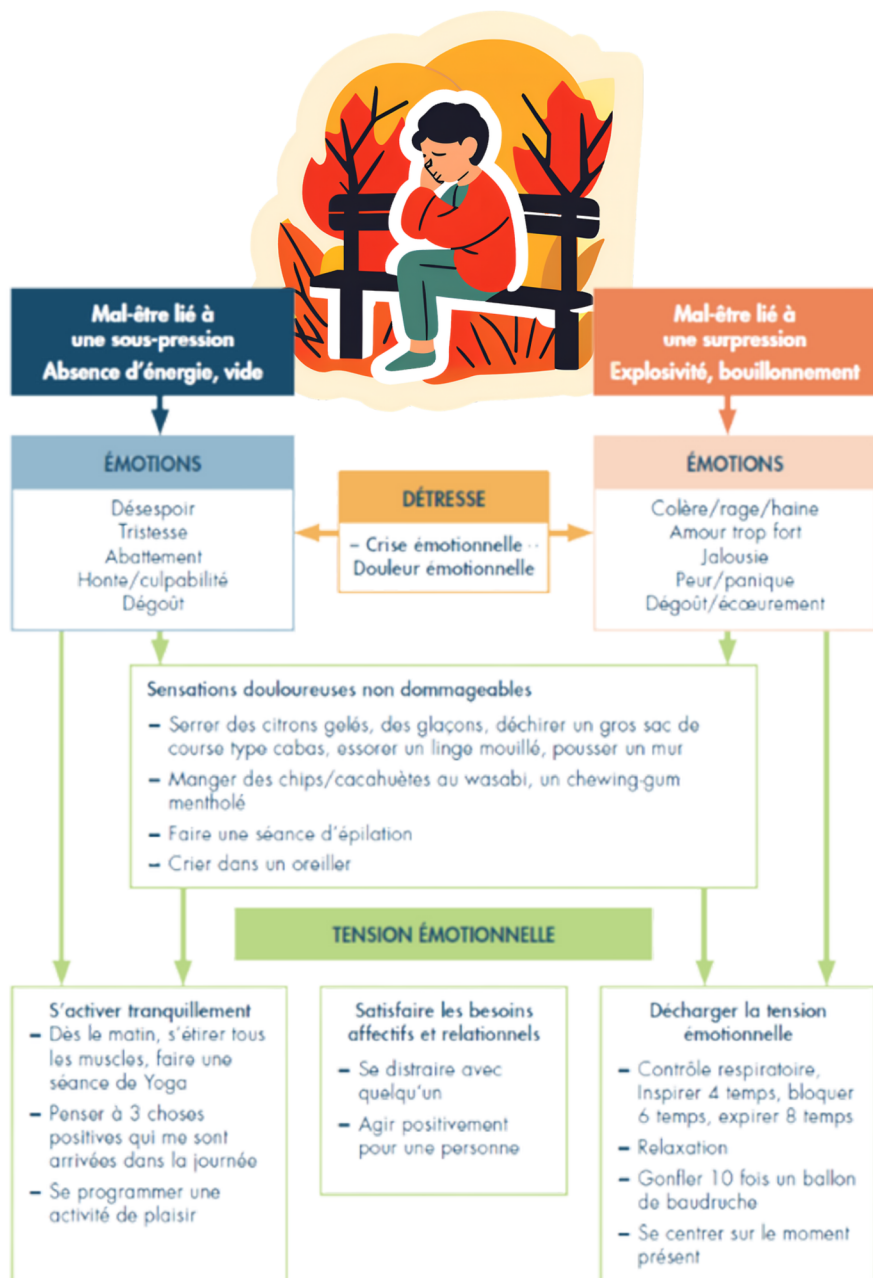 Mal-être lié à
une sous-pression
Absence d'énergie, vide
Mal-être lié à
une surpression
Explosivité, bouillonnement
ÉMOTIONS
Désespoir
Tristesse
Abattement
Honte/culpabilité
Dégoût
DÉTRESSE
– Crise émotionnelle ··
Douleur émotionnelle
ÉMOTIONS
Colère/rage/haine
Amour trop fort
Jalousie
Peur/panique
Dégoût/écœurement
Sensations douloureuses non dommageables
– Serrer des citrons gelés, des glaçons, déchirer un gros sac de
course type cabas, essorer un linge mouillé, pousser un mur
– Manger des chips/cacahuètes au wasabi, un chewing-gum
mentholé
– Faire une séance d'épilation
– Crier dans un oreiller
TENSION ÉMOTIONNELLE
S'activer tranquillement
– Dès le matin, s'étirer tous
les muscles, faire une
séance de Yoga
– Penser à 3 choses
positives qui me sont
arrivées dans la journée
– Se programmer une
activité de plaisir
Satisfaire les besoins
affectifs et relationnels
– Se distraire avec
quelqu'un
– Agir positivement
pour une personne
Décharger la tension
émotionnelle
– Contrôle respiratoire,
Inspirer 4 temps, bloquer
6 temps, expirer 8 temps
– Relaxation
– Gonfler 10 fois un ballon
de baudruche
– Se centrer sur le moment
présent